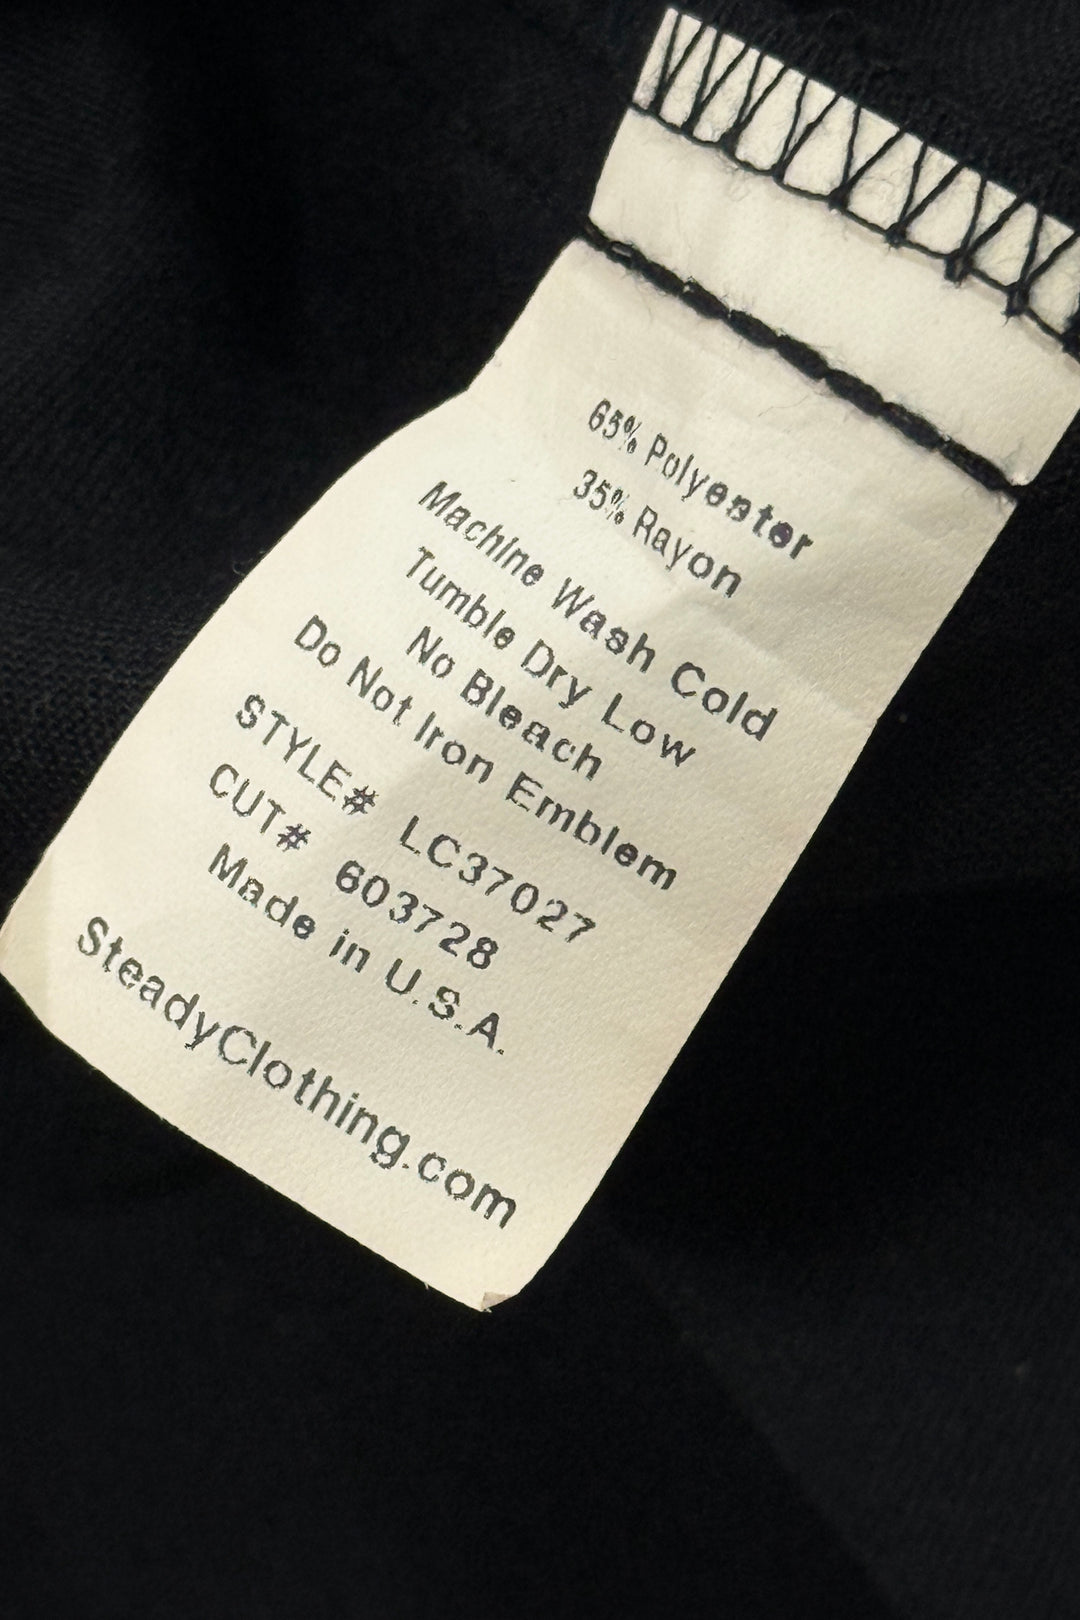 65% Polyester
35% Rayon
Machine Wash Cold
Tumble Dry Low
No Bleach
Do Not Iron Emblem
STYLE# LC37027
CUT# 603728
Made in U.S.A.
SteadyClothing.com